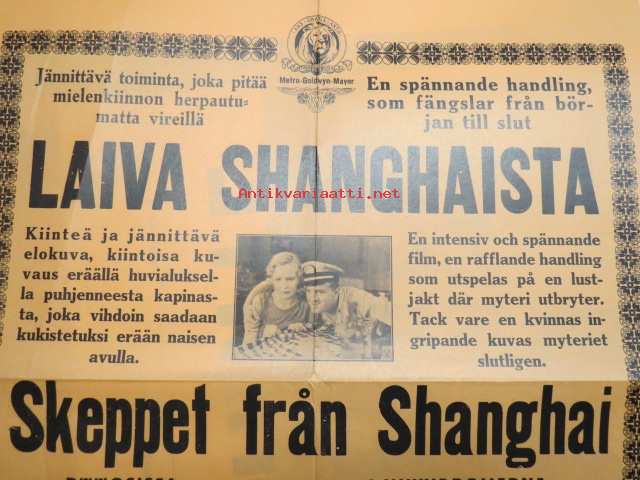 Metro-Goldwyn-Mayer
Jännittävä toiminta, joka pitää
mielenkiinnon herpautu=
matta vireillä
En spännande handling,
som fängslar från bör-
jan till slut
LAIVA SHANGHAISTA
Antikvariaatti.net
Kiinteä ja jännittävä
elokuva, kiintoisa ku-
vaus eräällä huvialuksel-
la puhjenneesta kapinas-
ta, joka vihdoin saadaan
kukistetuksi erään naisen
avulla.
En intensiv och spännande
film, en rafflande handling
som utspelas på en lust-
jakt där myteri utbryter.
Tack vare en kvinnas in-
gripande kuvas myteriet
slutligen.
Skeppet från Shanghai